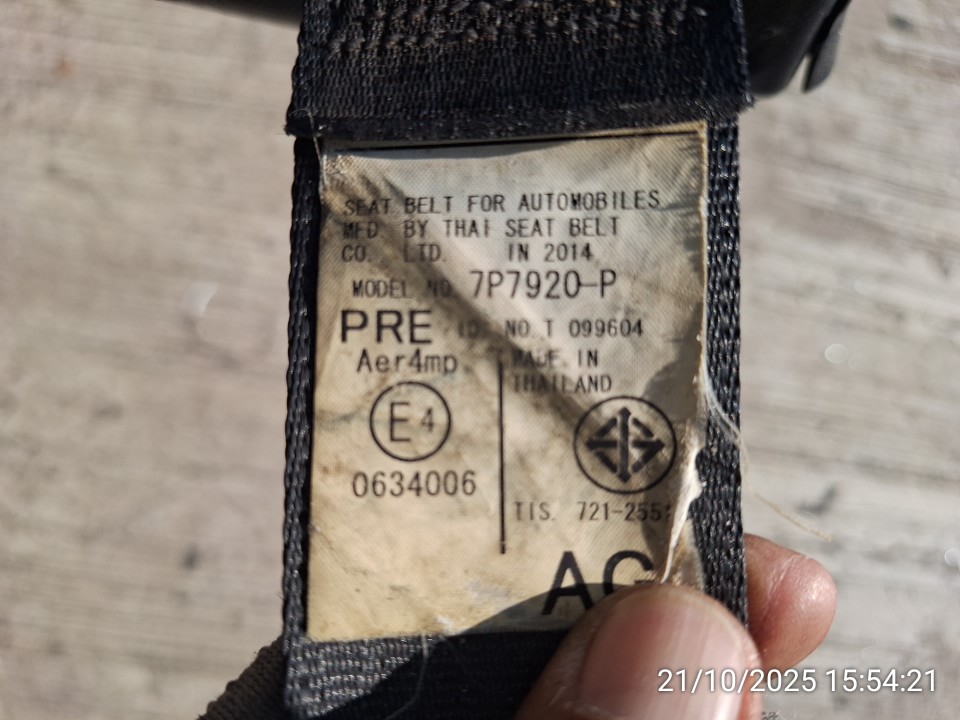 SEAT BELT FOR AUTOMOBILES
MFD BY THAI SEAT BELT
CO. LTD. IN 2014
MODEL NO 7P7920-P
PRE ID NO.T 099604
Aer4mp
MADE IN
THAILAND
E4
0634006
TIS. 721-255
AG
21/10/2025 15:54:21